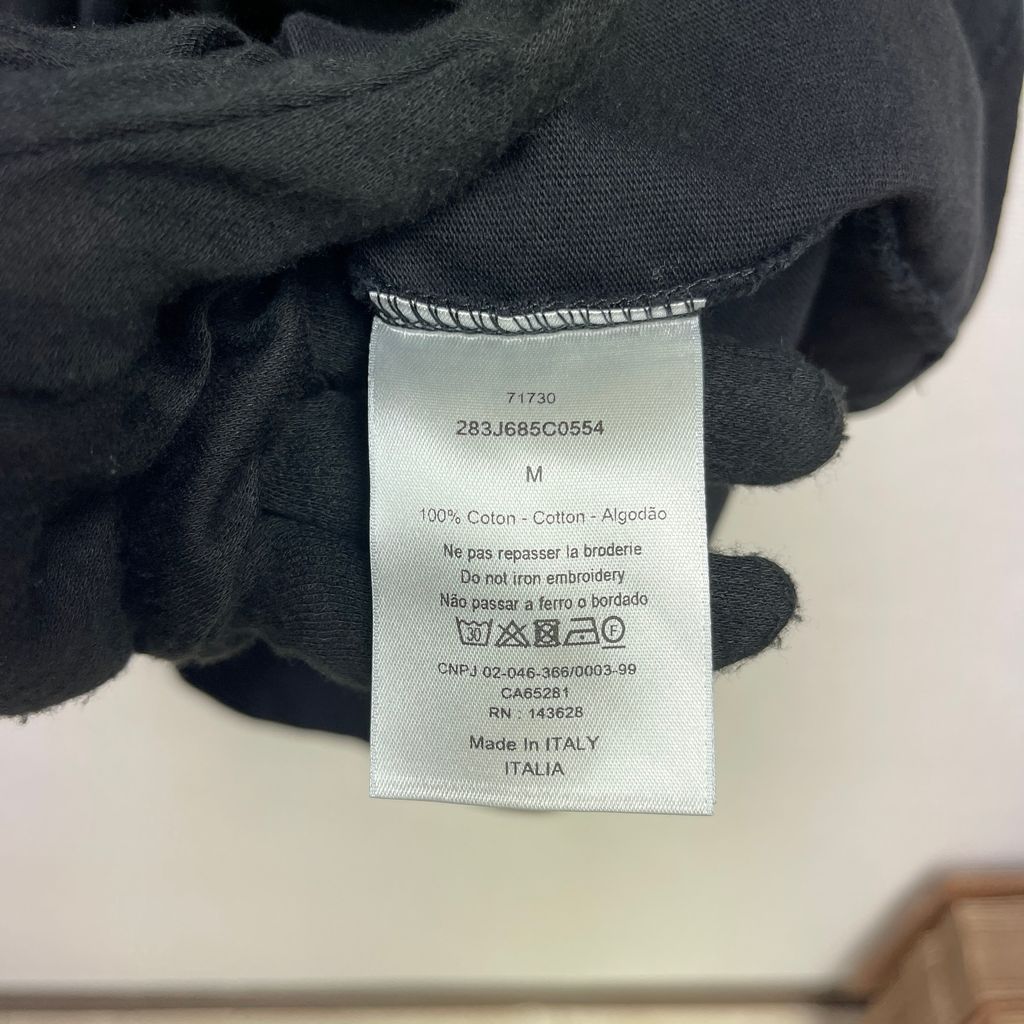 71730
283J685C0554
M
100% Coton - Cotton - Algodão
Ne pas repasser la broderie
Do not iron embroidery
Não passar a ferro o bordado
30 F
CNPJ 02-046-366/0003-99
CA65281
RN : 143628
Made In ITALY
ITALIA